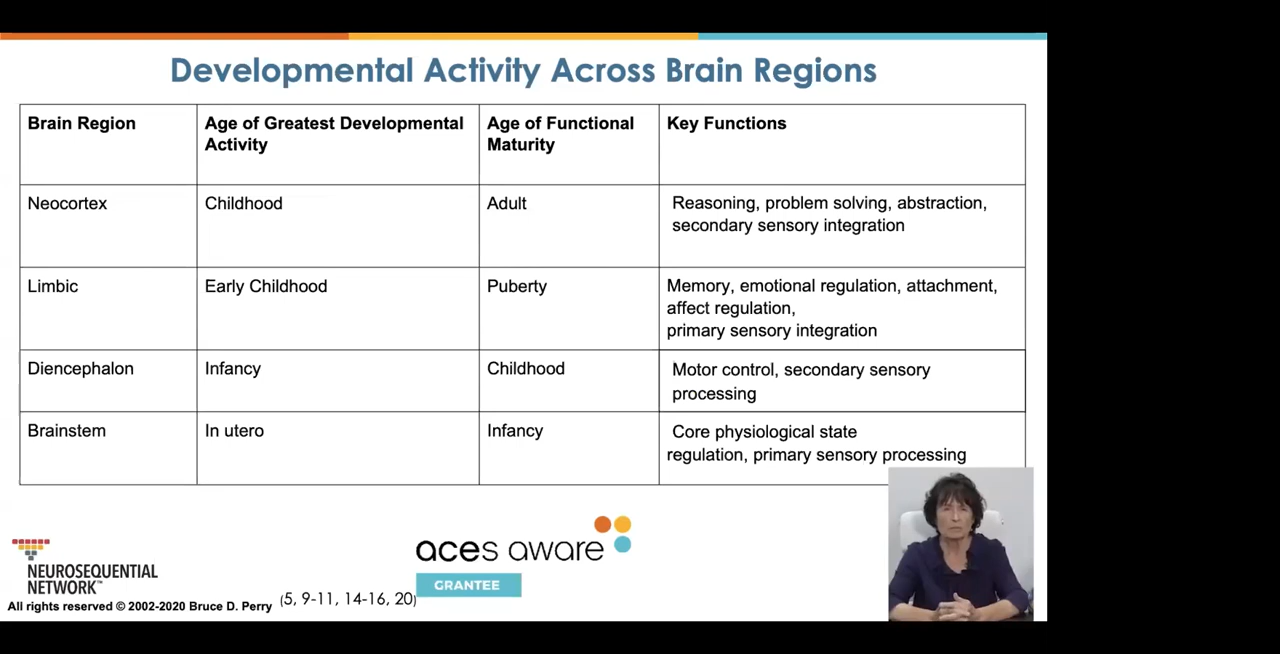 Developmental Activity Across Brain Regions
Brain Region
Age of Greatest Developmental
Activity
Age of Functional
Maturity
Key Functions
Neocortex
Childhood
Adult
Reasoning, problem solving, abstraction,
secondary sensory integration
Limbic
Early Childhood
Puberty
Memory, emotional regulation, attachment,
affect regulation,
primary sensory integration
Diencephalon
Infancy
Childhood
Motor control, secondary sensory
processing
Brainstem
In utero
Infancy
Core physiological state
regulation, primary sensory processing
NEUROSEQUENTIAL
NETWORK™
All rights reserved © 2002-2020 Bruce D. Perry
(5, 9-11, 14-16, 20)
aces aware
GRANTEE